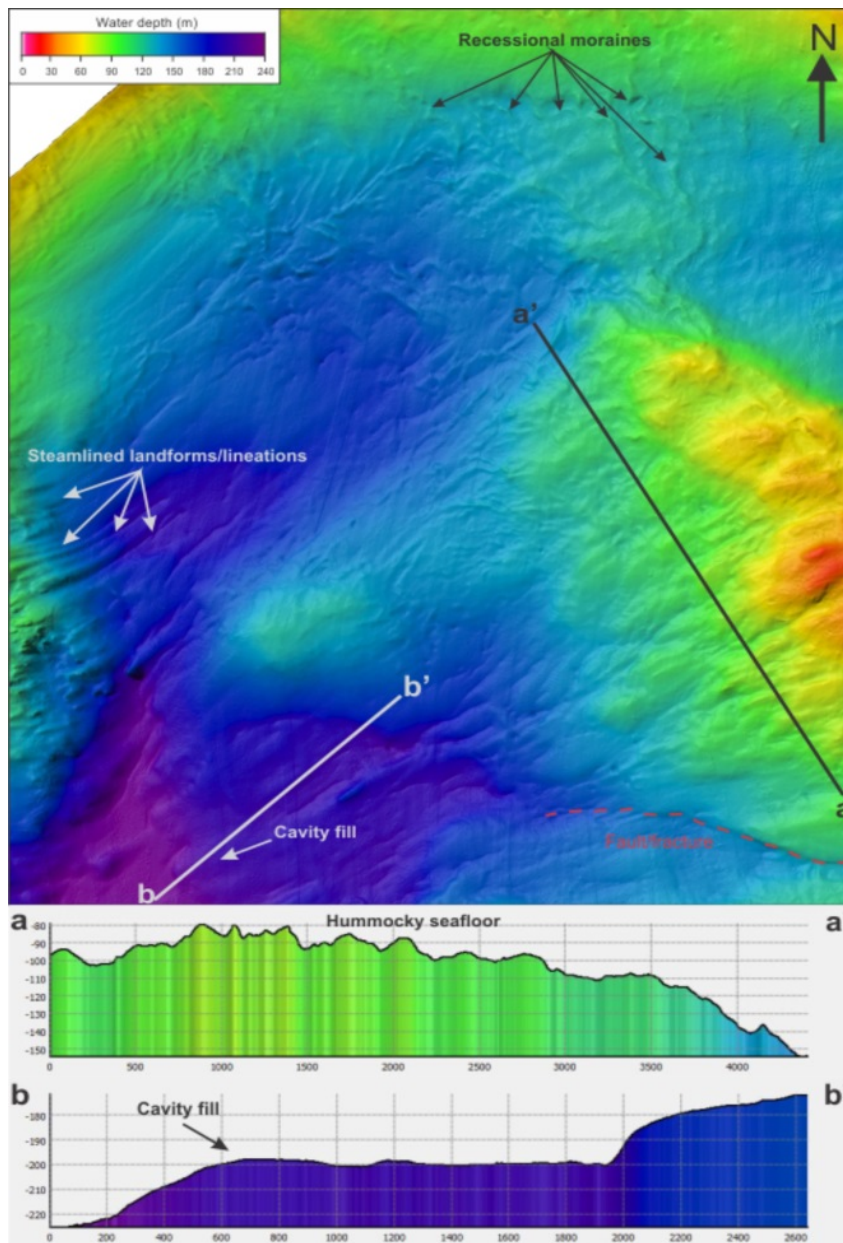 Water depth (m)
0 30 60 90 120 150 180 210 240
Recessional moraines
N
a'
Steamlined landforms/lineations
b'
a
Cavity fill
Fault/fracture
b
a Hummocky seafloor a
-80
-90
-100
-110
-120
-130
-140
-150
0 500 1000 1500 2000 2500 3000 3500 4000
b b
Cavity fill
-180
-190
-200
-210
-220
0 200 400 600 800 1000 1200 1400 1600 1800 2000 2200 2400 2600